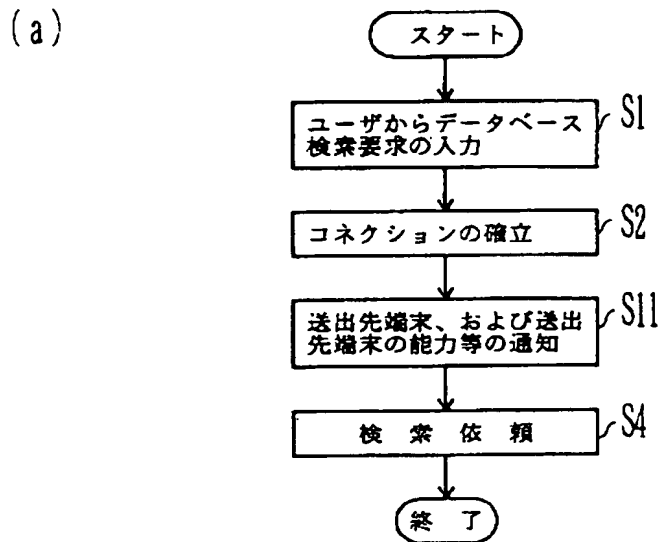 (a)
スタート
ユーザからデータベース
検索要求の入力
S1
コネクションの確立
S2
送出先端末、および送出
先端末の能力等の通知
S11
検 索 依 頼
S4
終 了